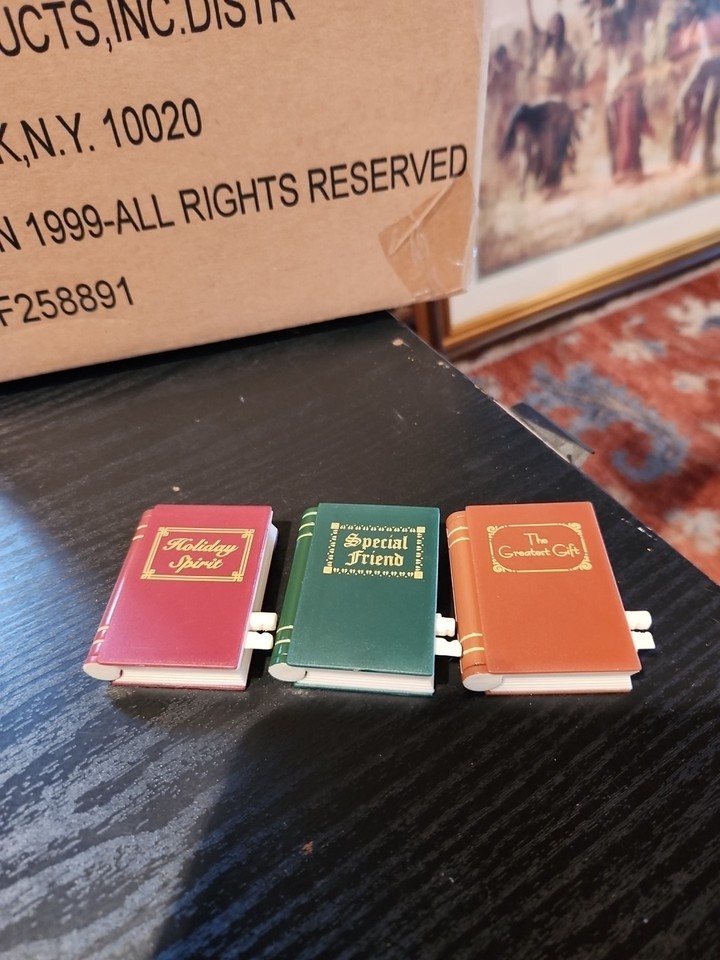 UCTS,INC.DISTR
K,N.Y. 10020
N 1999-ALL RIGHTS RESERVED
F258891
Holiday
Spirit
Special
Friend
The
Greatest Gift